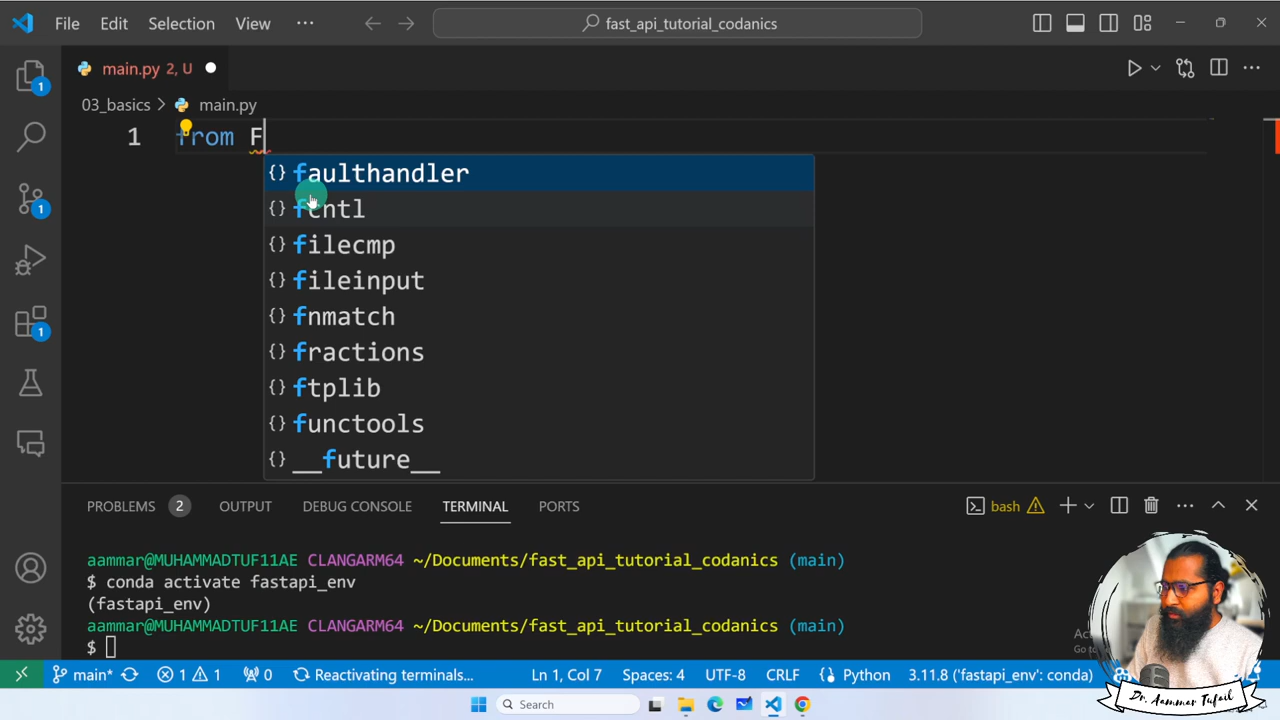 File Edit Selection View ··· fast_api_tutorial_codanics
main.py 2, U
03_basics > main.py
1 from F
{} faulthandler
{} fcntl
{} filecmp
{} fileinput
{} fnmatch
{} fractions
{} ftplib
{} functools
{} __future__
1
1
1
PROBLEMS 2 OUTPUT DEBUG CONSOLE TERMINAL PORTS bash
aammar@MUHAMMADTUF11AE CLANGARM64 ~/Documents/fast_api_tutorial_codanics (main)
$ conda activate fastapi_env
(fastapi_env)
aammar@MUHAMMADTUF11AE CLANGARM64 ~/Documents/fast_api_tutorial_codanics (main)
$
main* 1 1 0 Reactivating terminals... Ln 1, Col 7 Spaces: 4 UTF-8 CRLF {} Python 3.11.8 ('fastapi_env': conda)
Dr. Aammar Tufail
Search